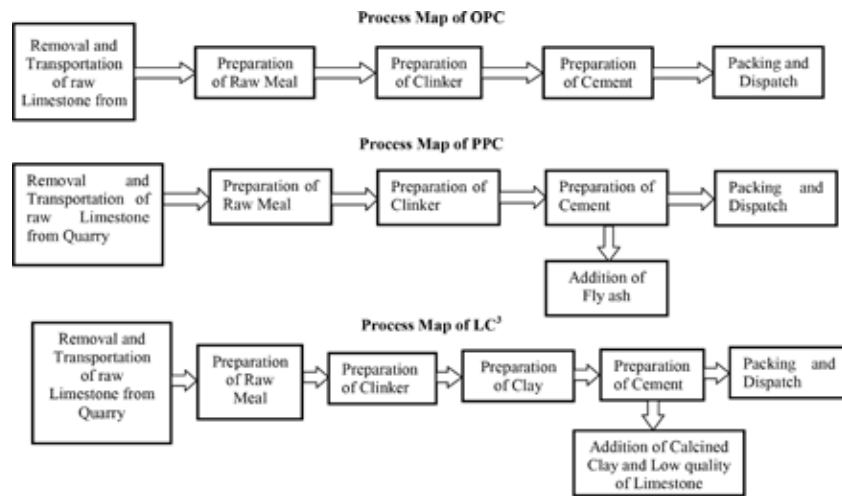 Process Map of OPC
Removal and
Transportation
of raw
Limestone from
Preparation
of Raw Meal
Preparation
of Clinker
Preparation
of Cement
Packing and
Dispatch
Process Map of PPC
Removal and
Transportation of
raw Limestone
from Quarry
Preparation of
Raw Meal
Preparation of
Clinker
Preparation of
Cement
Packing and
Dispatch
Addition of
Fly ash
Process Map of LC³
Removal and
Transportation
of raw
Limestone from
Quarry
Preparation
of Raw
Meal
Preparation
of Clinker
Preparation
of Clay
Preparation
of Cement
Packing and
Dispatch
Addition of Calcined
Clay and Low quality
of Limestone